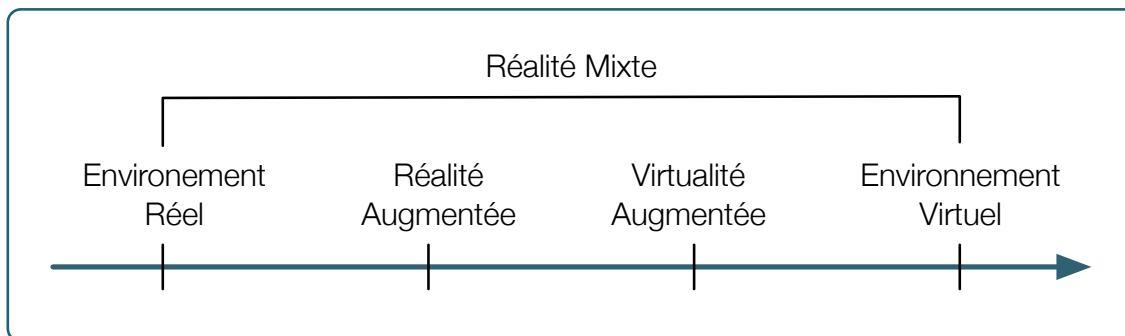 Réalité Mixte
Environement
Réel
Réalité
Augmentée
Virtualité
Augmentée
Environnement
Virtuel